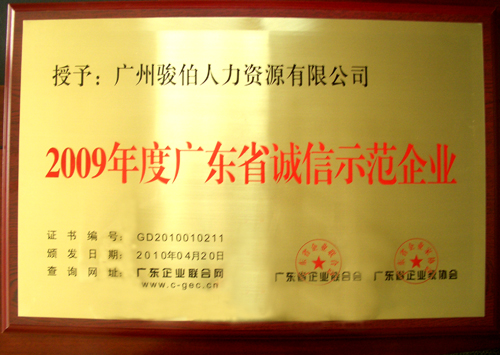 授予：广州骏伯人力资源有限公司
2009年度广东省诚信示范企业
证书编号：GD2010010211
颁发日期：2010年04月20日
查询网址：广东企业联合网
www.c-gec.cn
广东省企业联合会 广东省企业家协会